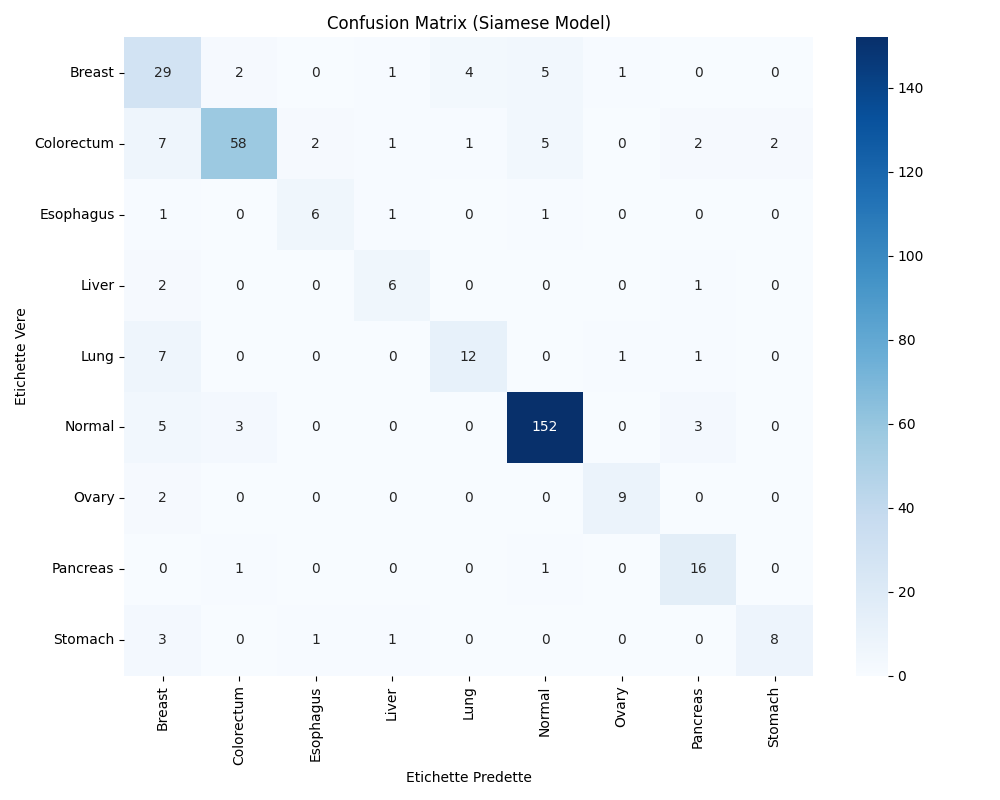 Confusion Matrix (Siamese Model)
Breast 29 2 0 1 4 5 1 0 0
Colorectum 7 58 2 1 1 5 0 2 2
Esophagus 1 0 6 1 0 1 0 0 0
Liver 2 0 0 6 0 0 0 1 0
Lung 7 0 0 0 12 0 1 1 0
Normal 5 3 0 0 0 152 0 3 0
Ovary 2 0 0 0 0 0 9 0 0
Pancreas 0 1 0 0 0 1 0 16 0
Stomach 3 0 1 1 0 0 0 0 8
Etichette Vere
Breast Colorectum Esophagus Liver Lung Normal Ovary Pancreas Stomach
Etichette Predette
140
120
100
80
60
40
20
0